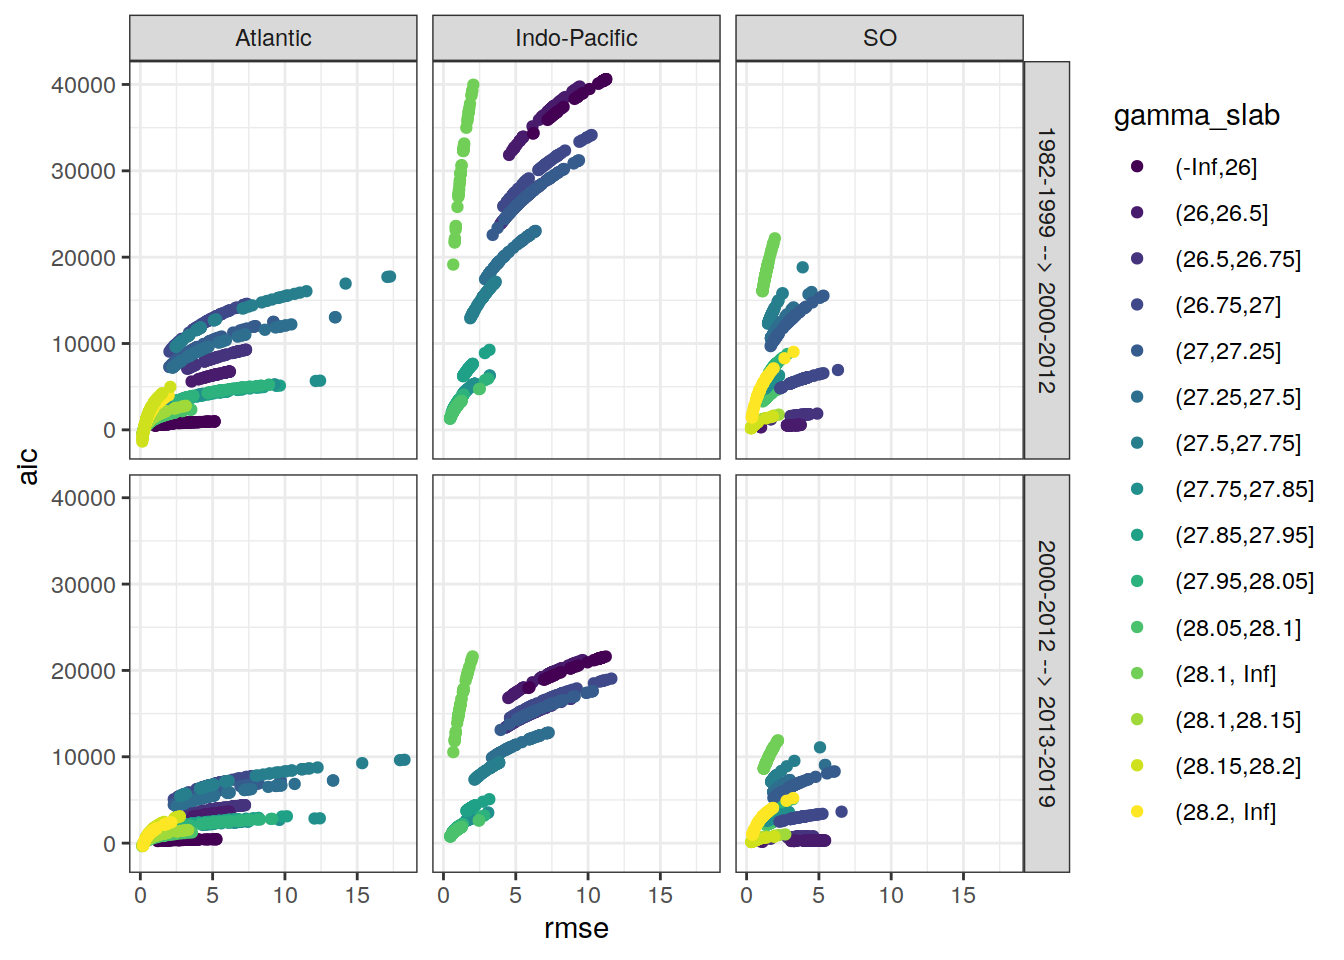 Atlantic
Indo-Pacific
SO
40000
30000
20000
10000
0
40000
30000
20000
10000
0
aic
1982-1999 --> 2000-2012
2000-2012 --> 2013-2019
0 5 10 15
0 5 10 15
0 5 10 15
rmse
gamma_slab
(-Inf,26]
(26,26.5]
(26.5,26.75]
(26.75,27]
(27,27.25]
(27.25,27.5]
(27.5,27.75]
(27.75,27.85]
(27.85,27.95]
(27.95,28.05]
(28.05,28.1]
(28.1, Inf]
(28.1,28.15]
(28.15,28.2]
(28.2, Inf]